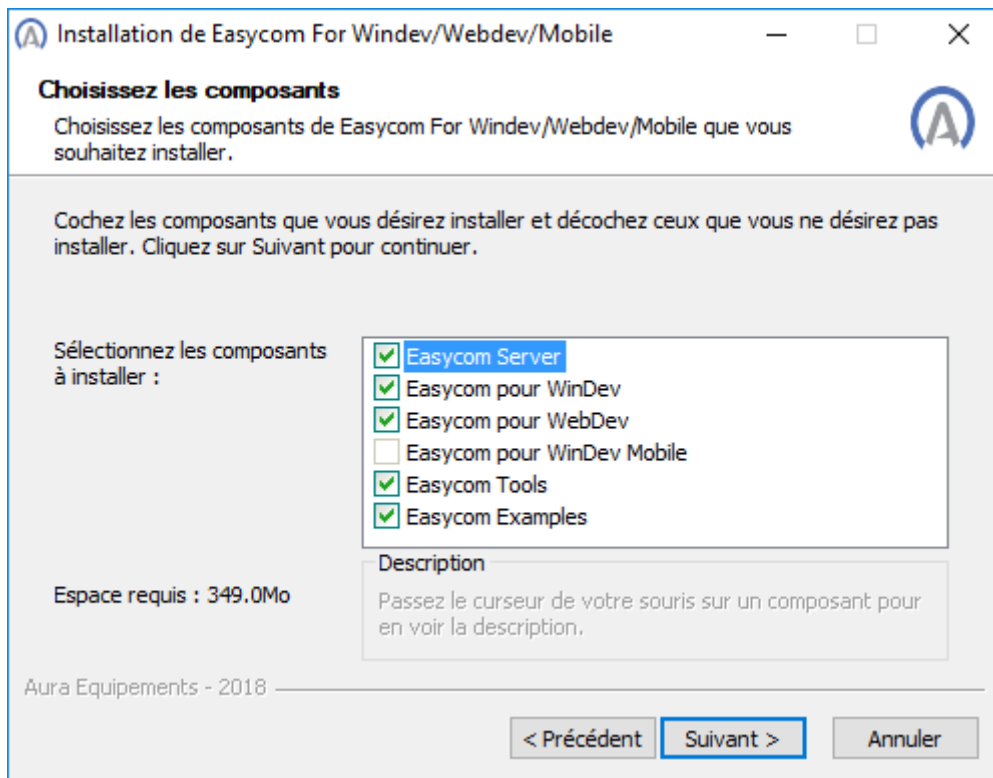 Installation de Easycom For Windev/Webdev/Mobile
Choisissez les composants
Choisissez les composants de Easycom For Windev/Webdev/Mobile que vous
souhaitez installer.
Cochez les composants que vous désirez installer et décochez ceux que vous ne désirez pas
installer. Cliquez sur Suivant pour continuer.
Sélectionnez les composants
à installer :
Easycom Server
Easycom pour WinDev
Easycom pour WebDev
Easycom pour WinDev Mobile
Easycom Tools
Easycom Examples
Espace requis : 349.0Mo
Description
Passez le curseur de votre souris sur un composant pour
en voir la description.
Aura Equipements - 2018
< Précédent
Suivant >
Annuler